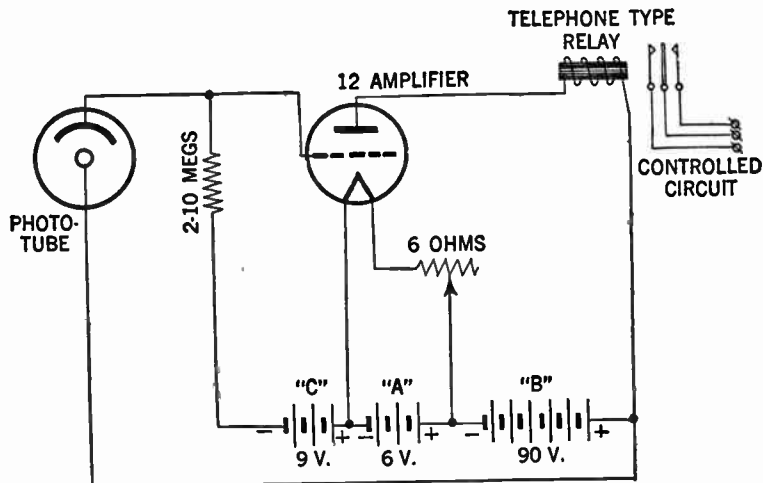 TELEPHONE TYPE
RELAY
12 AMPLIFIER
PHOTO-
TUBE
2-10 MEGS
CONTROLLED
CIRCUIT
6 OHMS
"C"
"A"
"B"
- + - + - +
9 V.
6 V.
90 V.